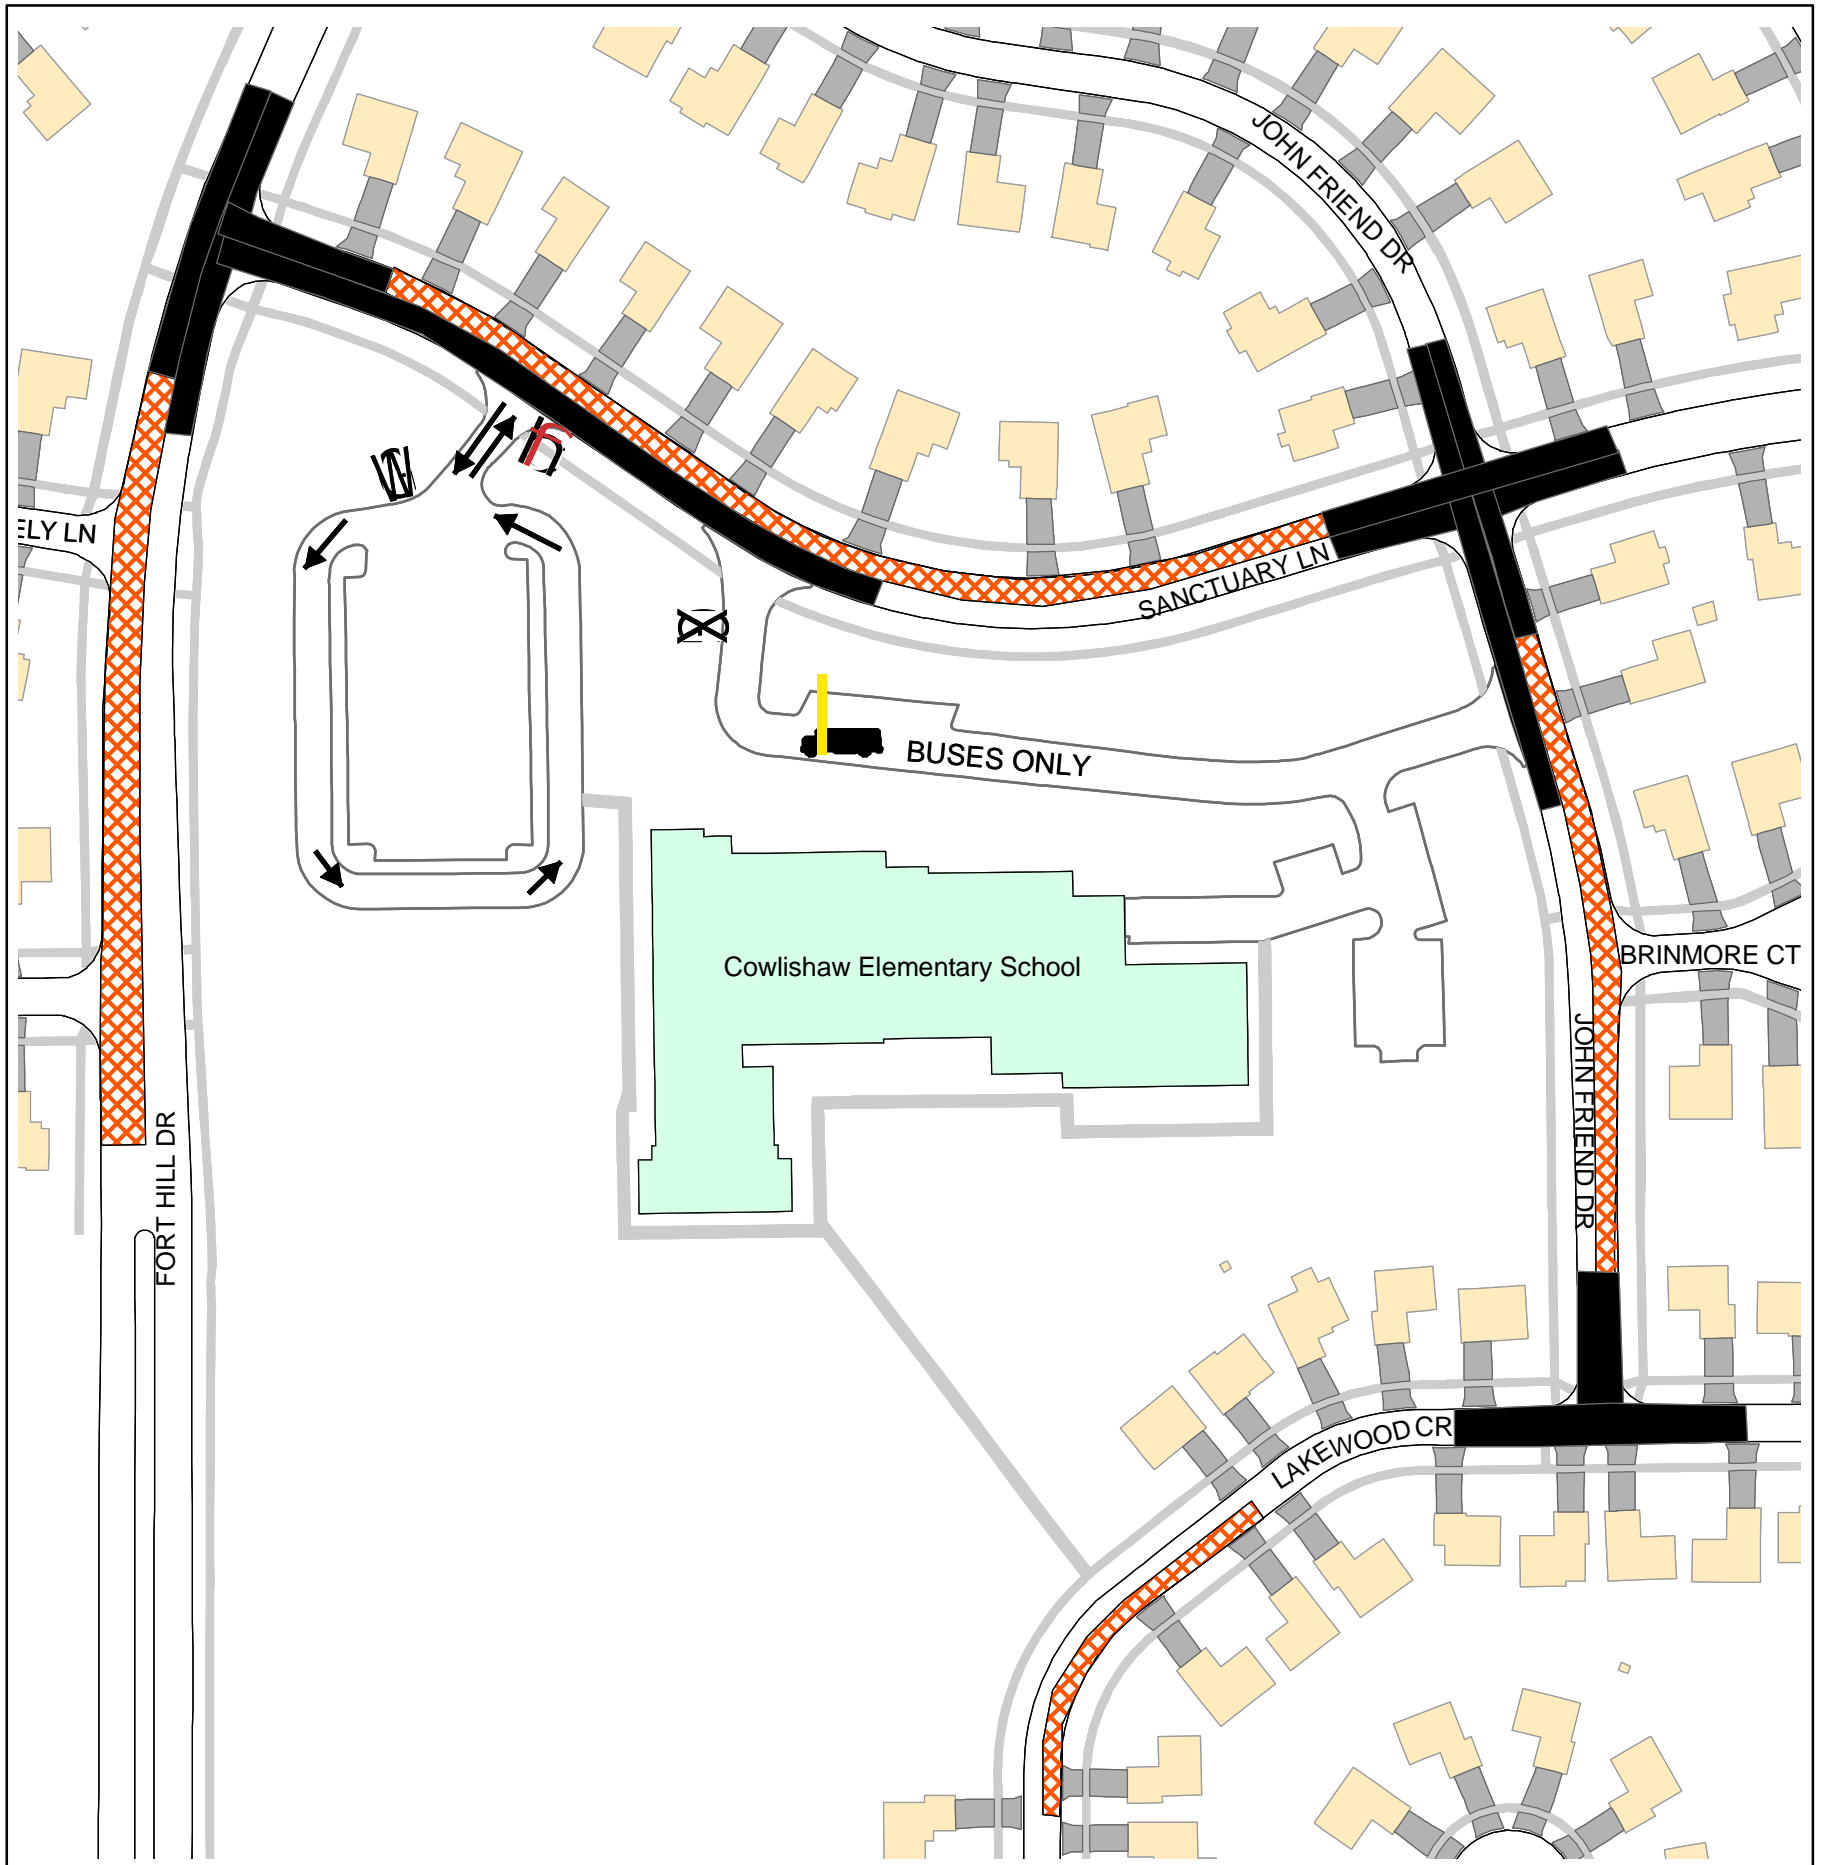 JOHN FRIEND DR
ELY LN
SANCTUARY LN
BUSES ONLY
Cowlishaw Elementary School
BRINMORE CT
JOHN FRIEND DR
FORT HILL DR
LAKEWOOD CR